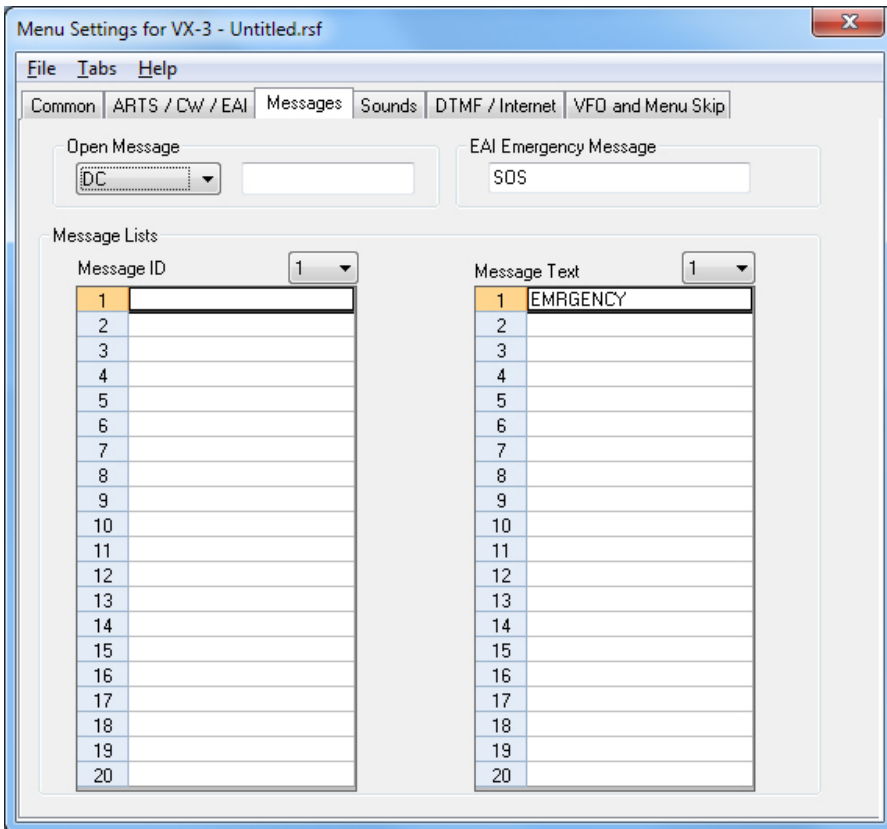 Menu Settings for VX-3 - Untitled.rsf
File Tabs Help
Common ARTS / CW / EAI Messages Sounds DTMF / Internet VFO and Menu Skip
Open Message EAI Emergency Message
DC SOS
Message Lists
Message ID 1 Message Text 1
1 1 EMRGENCY
2 2
3 3
4 4
5 5
6 6
7 7
8 8
9 9
10 10
11 11
12 12
13 13
14 14
15 15
16 16
17 17
18 18
19 19
20 20